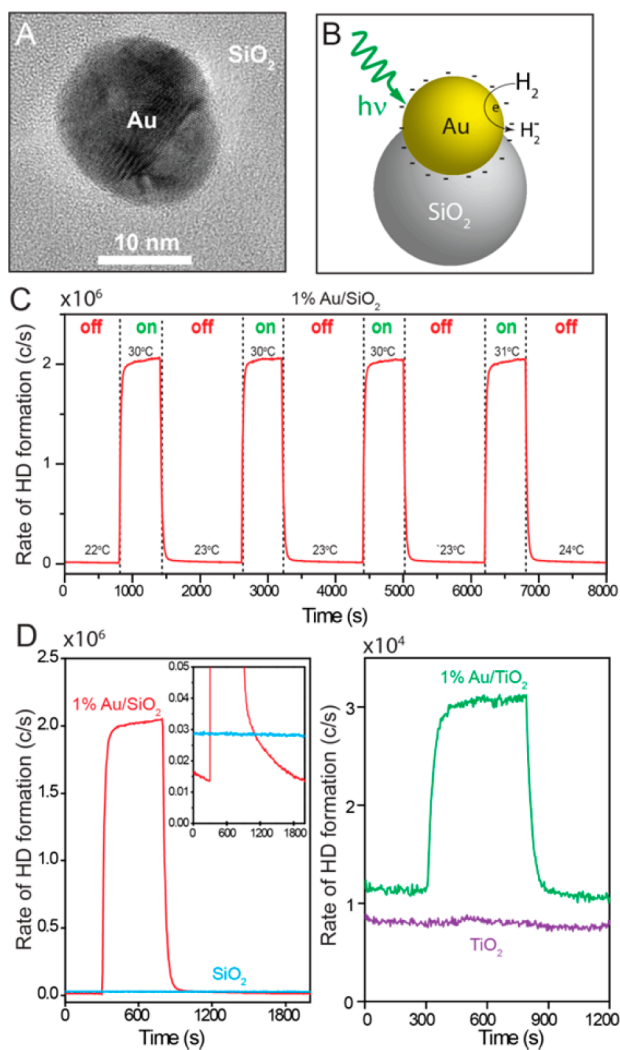 A
SiO2
Au
10 nm
B
hν
H2
e
Au
H2-
SiO2
C
x10^6
1% Au/SiO2
off on off on off on off on off
30°C 30°C 30°C 31°C
2
1
0
22°C 23°C 23°C 23°C 24°C
Rate of HD formation (c/s)
0 1000 2000 3000 4000 5000 6000 7000 8000
Time (s)
D
x10^6
2.5
2.0
1.5
1.0
0.5
0.0
Rate of HD formation (c/s)
1% Au/SiO2
0.05
0.04
0.03
0.02
0.01
0.00
0 600 1200 1800
SiO2
0 600 1200 1800
Time (s)
x10^4
1% Au/TiO2
3
2
1
0
Rate of HD formation (c/s)
TiO2
0 300 600 900 1200
Time (s)